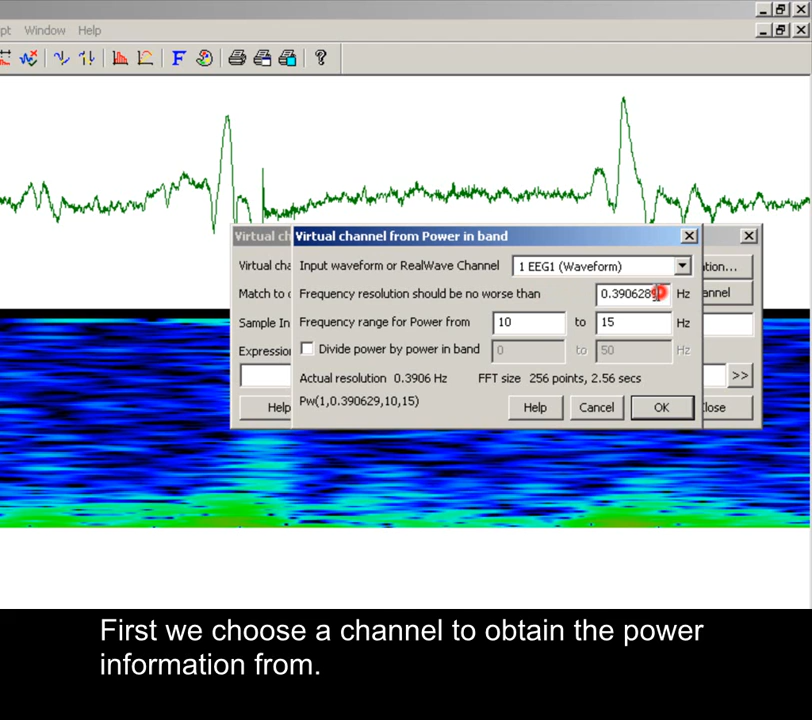 pt Window Help
F ?
Virtual ch
Virtual channel from Power in band
Virtual cha
Input waveform or RealWave Channel
1 EEG1 (Waveform)
tion...
Match to c
Frequency resolution should be no worse than
Hz
annel
Sample In
Frequency range for Power from
10
to
15
Hz
Expression
Divide power by power in band
0
to
50
Hz
Actual resolution 0.3906 Hz
FFT size 256 points, 2.56 secs
>>
Pw(1,0.390629,10,15)
Help
Help
Cancel
OK
lose
First we choose a channel to obtain the power
information from.